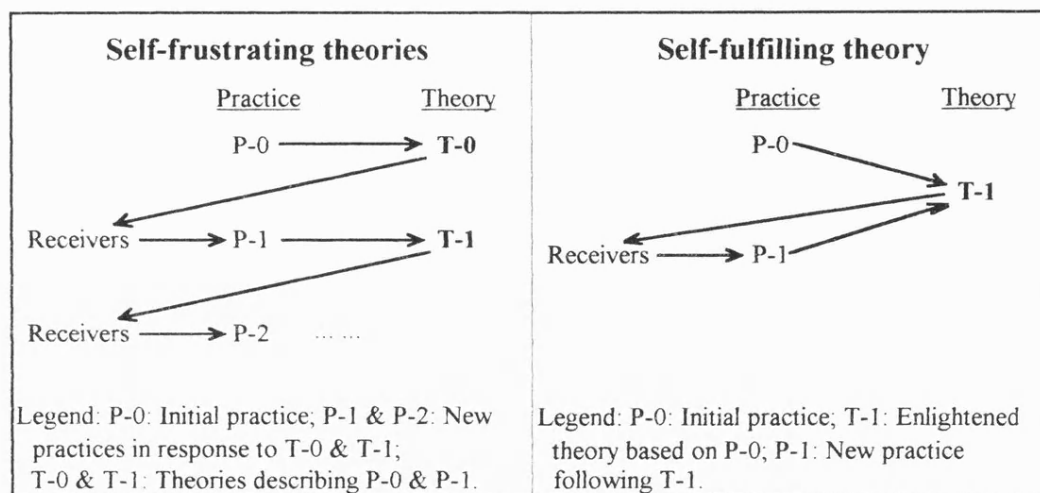 Self-frustrating theories
Practice Theory
P-0 T-0
Receivers P-1 T-1
Receivers P-2 ... ...
Legend: P-0: Initial practice; P-1 & P-2: New
practices in response to T-0 & T-1;
T-0 & T-1: Theories describing P-0 & P-1.
Self-fulfilling theory
Practice Theory
P-0
T-1
Receivers P-1
Legend: P-0: Initial practice; T-1: Enlightened
theory based on P-0; P-1: New practice
following T-1.